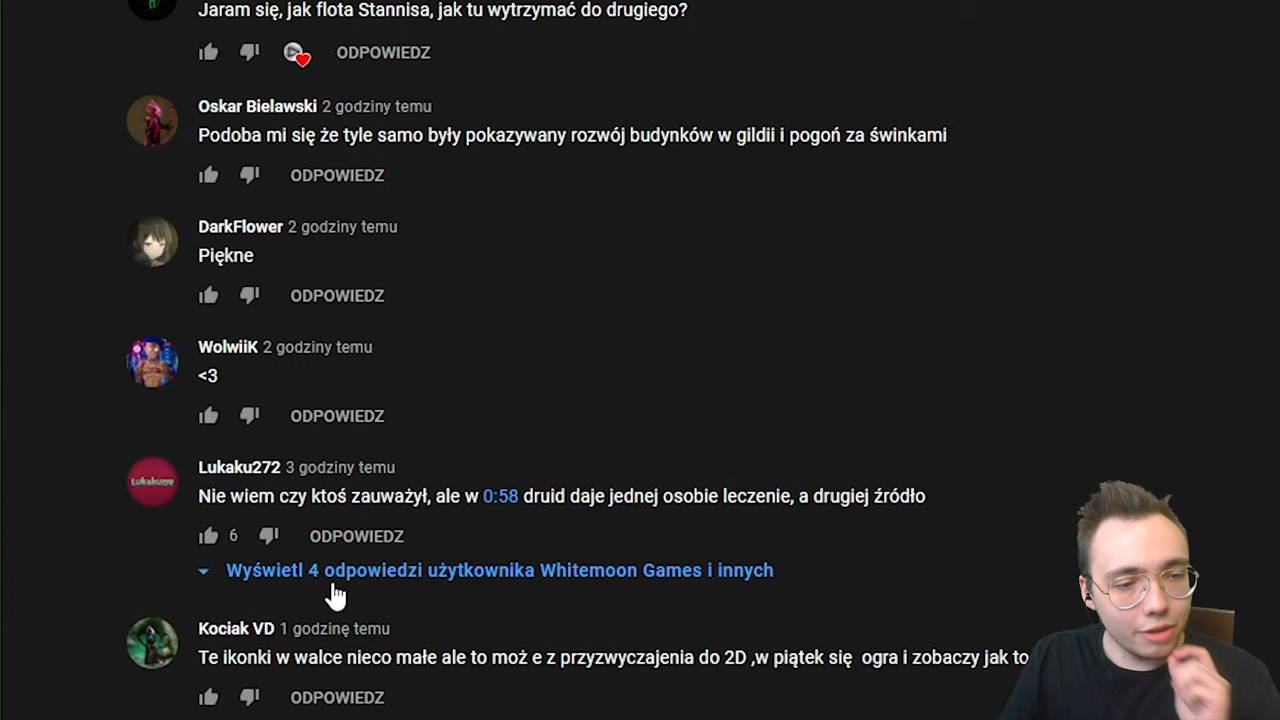 Jaram się, jak flota Stannisa, jak tu wytrzymać do drugiego?
ODPOWIEDZ
Oskar Bielawski 2 godziny temu
Podoba mi się że tyle samo były pokazywany rozwój budynków w gildii i pogoń za świnkami
ODPOWIEDZ
DarkFlower 2 godziny temu
Piękne
ODPOWIEDZ
WolwiiK 2 godziny temu
<3
ODPOWIEDZ
Lukaku272 3 godziny temu
Nie wiem czy ktoś zauważył, ale w 0:58 druid daje jednej osobie leczenie, a drugiej źródło
6 ODPOWIEDZ
Wyświetl 4 odpowiedzi użytkownika Whitemoon Games i innych
Kociak VD 1 godzinę temu
Te ikonki w walce nieco małe ale to moż e z przyzwyczajenia do 2D ,w piątek się ogra i zobaczy jak to
ODPOWIEDZ